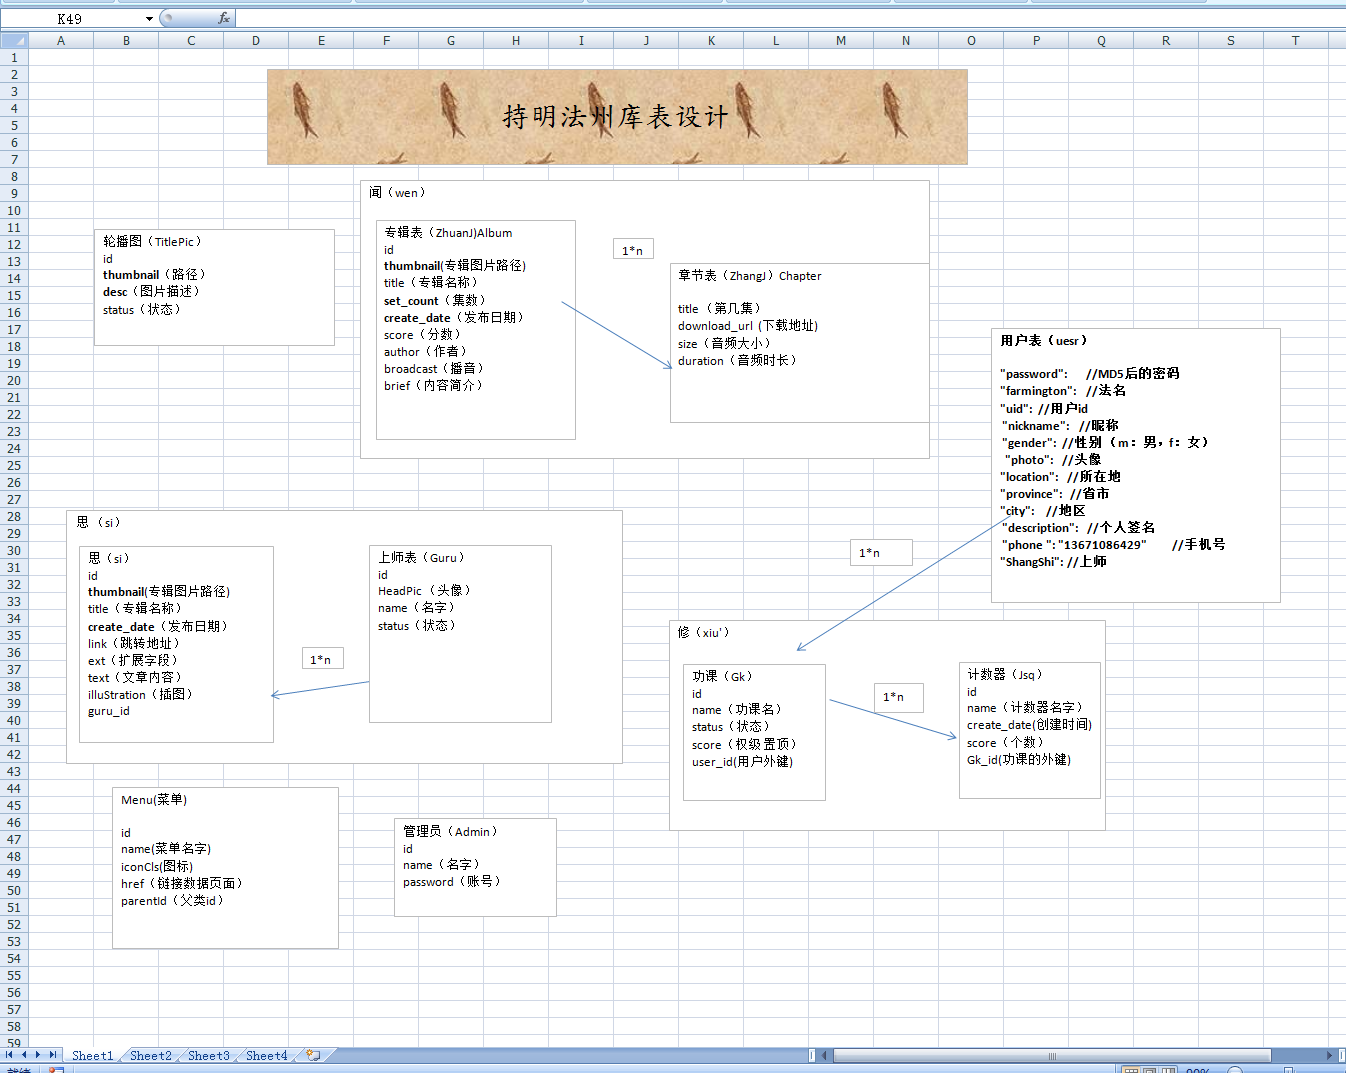 K49
fx
A B C D E F G H I J K L M N O P Q R S T
1
2
3
4
5
6
7
8
9
10
11
12
13
14
15
16
17
18
19
20
21
22
23
24
25
26
27
28
29
30
31
32
33
34
35
36
37
38
39
40
41
42
43
44
45
46
47
48
49
50
51
52
53
54
55
56
57
58
59
持明法州库表设计
轮播图（TitlePic）
id
thumbnail（路径）
desc（图片描述）
status（状态）
闻（wen）
专辑表（ZhuanJ)Album
id
thumbnail(专辑图片路径)
title（专辑名称）
set_count（集数）
create_date（发布日期）
score（分数）
author（作者）
broadcast（播音）
brief（内容简介）
1*n
章节表（ZhangJ）Chapter
title（第几集）
download_url (下载地址)
size（音频大小）
duration（音频时长）
用户表（uesr）
"password": //MD5后的密码
"farmington": //法名
"uid": //用户id
"nickname": //昵称
"gender": //性别（m：男，f：女）
"photo": //头像
"location": //所在地
"province": //省市
"city": //地区
"description": //个人签名
"phone ": "13671086429" //手机号
"ShangShi": //上师
思（si）
思（si）
id
thumbnail(专辑图片路径)
title（专辑名称）
create_date（发布日期）
link（跳转地址）
ext（扩展字段）
text（文章内容）
illuStration（插图）
guru_id
1*n
上师表（Guru）
id
HeadPic（头像）
name（名字）
status（状态）
1*n
修（xiu'）
功课（Gk）
id
name（功课名）
status（状态）
score（权级置顶）
user_id(用户外键)
1*n
计数器（Jsq）
id
name（计数器名字）
create_date(创建时间)
score（个数）
Gk_id(功课的外键)
Menu(菜单)
id
name(菜单名字)
iconCls(图标)
href（链接数据页面）
parentId（父类id）
管理员（Admin）
id
name（名字）
password（账号）
Sheet1 Sheet2 Sheet3 Sheet4
就绪
90%